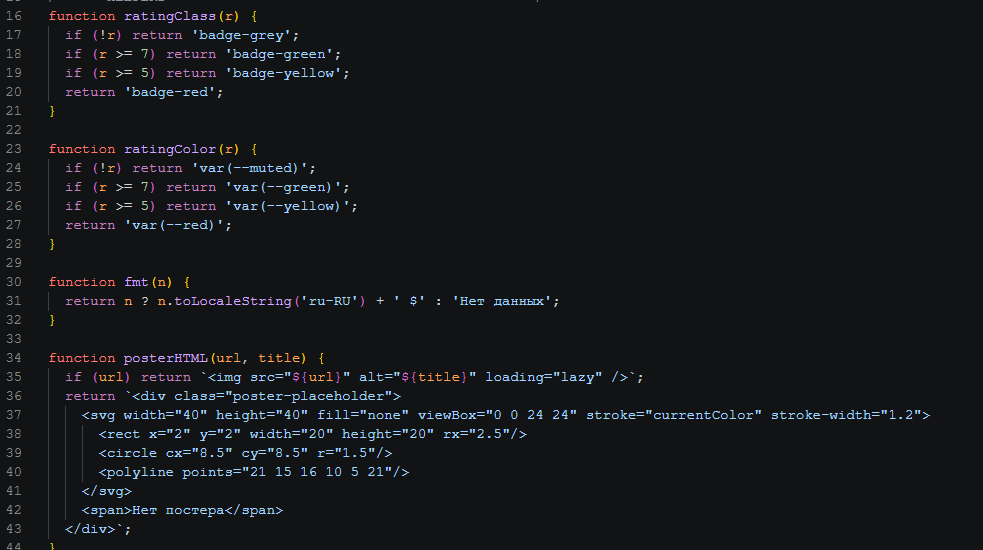 16 function ratingClass(r) {
17 if (!r) return 'badge-grey';
18 if (r >= 7) return 'badge-green';
19 if (r >= 5) return 'badge-yellow';
20 return 'badge-red';
21 }
22
23 function ratingColor(r) {
24 if (!r) return 'var(--muted)';
25 if (r >= 7) return 'var(--green)';
26 if (r >= 5) return 'var(--yellow)';
27 return 'var(--red)';
28 }
29
30 function fmt(n) {
31 return n ? n.toLocaleString('ru-RU') + ' $' : 'Нет данных';
32 }
33
34 function posterHTML(url, title) {
35 if (url) return `<img src="${url}" alt="${title}" loading="lazy" />`;
36 return `<div class="poster-placeholder">
37 <svg width="40" height="40" fill="none" viewBox="0 0 24 24" stroke="currentColor" stroke-width="1.2">
38 <rect x="2" y="2" width="20" height="20" rx="2.5"/>
39 <circle cx="8.5" cy="8.5" r="1.5"/>
40 <polyline points="21 15 16 10 5 21"/>
41 </svg>
42 <span>Нет постера</span>
43 </div>`;
44 }